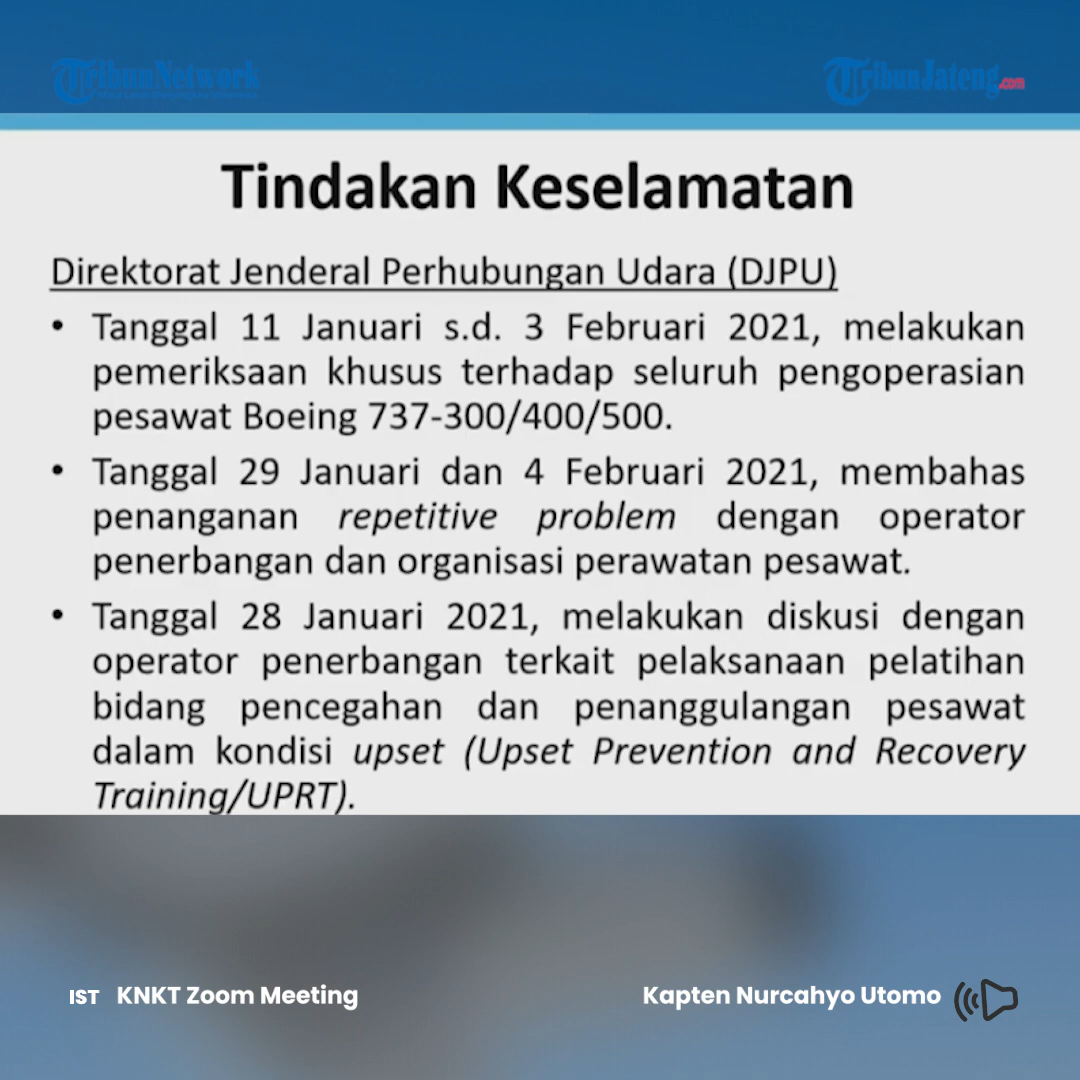 TribunNetwork
TribunJateng.com
Tindakan Keselamatan
Direktorat Jenderal Perhubungan Udara (DJPU)
• Tanggal 11 Januari s.d. 3 Februari 2021, melakukan
pemeriksaan khusus terhadap seluruh pengoperasian
pesawat Boeing 737-300/400/500.
• Tanggal 29 Januari dan 4 Februari 2021, membahas
penanganan repetitive problem dengan operator
penerbangan dan organisasi perawatan pesawat.
• Tanggal 28 Januari 2021, melakukan diskusi dengan
operator penerbangan terkait pelaksanaan pelatihan
bidang pencegahan dan penanggulangan pesawat
dalam kondisi upset (Upset Prevention and Recovery
Training/UPRT).
IST KNKT Zoom Meeting
Kapten Nurcahyo Utomo